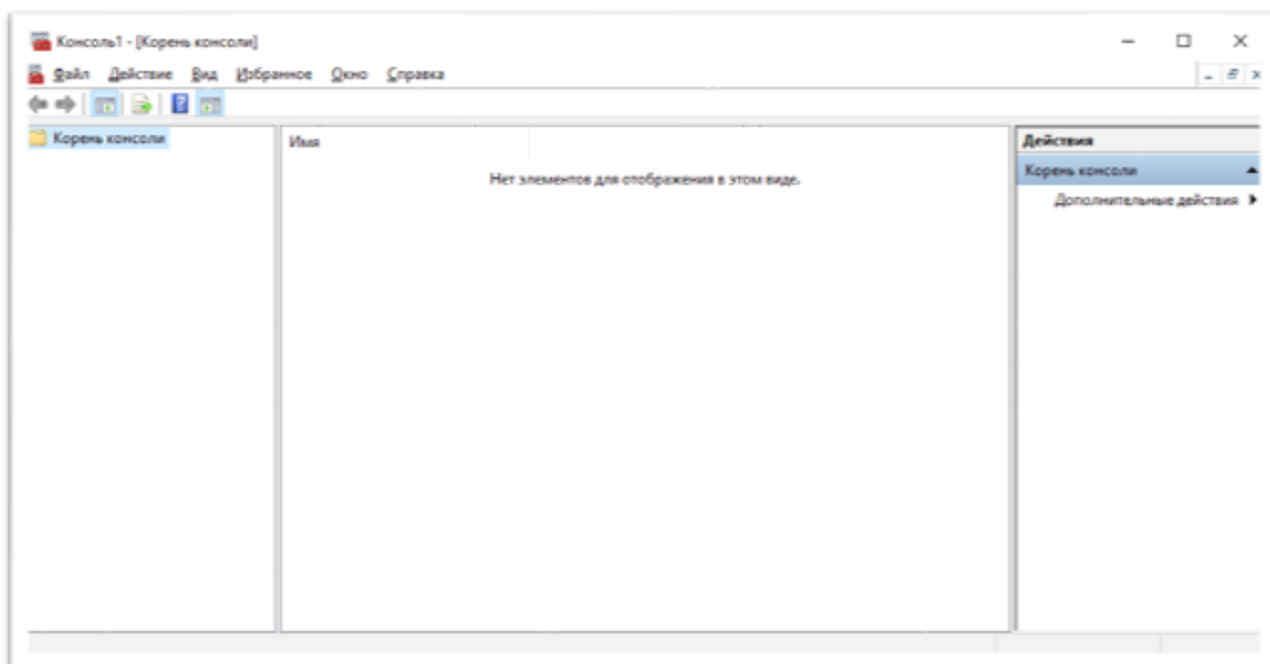 Консоль1 - [Корень консоли]
Файл Действие Вид Избранное Окно Справка
Корень консоли
Имя
Нет элементов для отображения в этом виде.
Действия
Корень консоли
Дополнительные действия